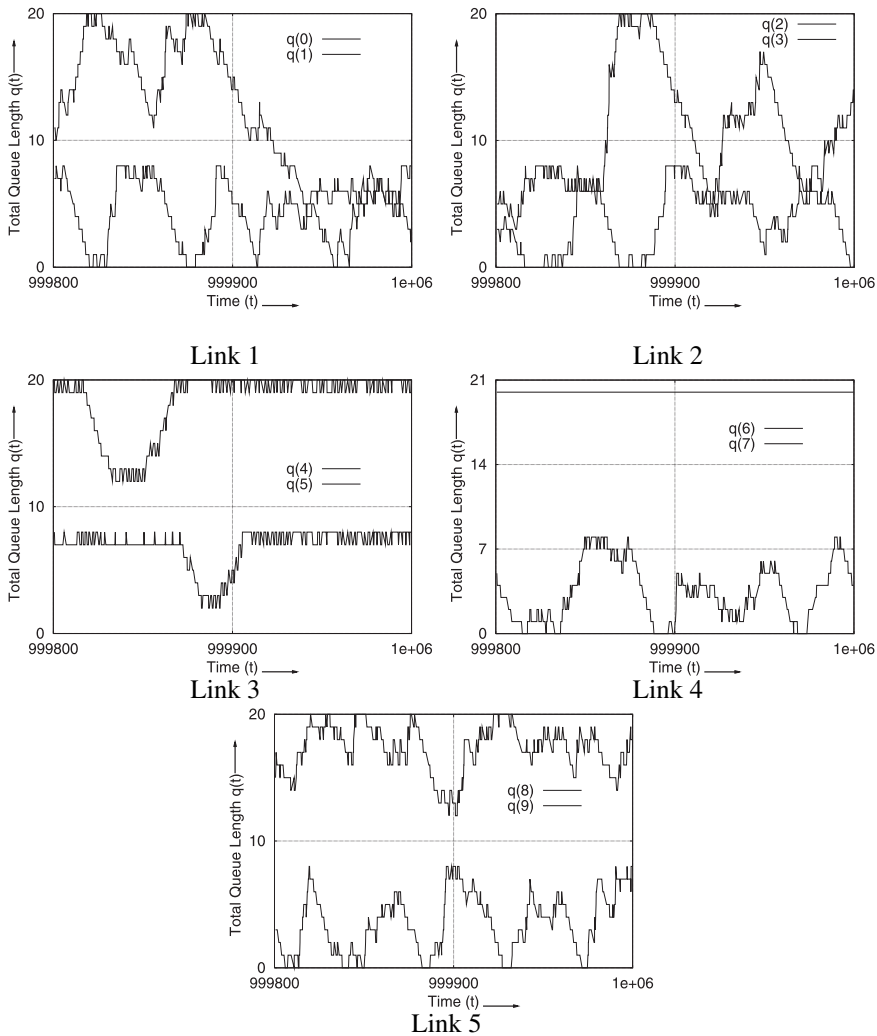 Total Queue Length q(t)
20
10
0
q(0)
q(1)
999800
999900
1e+06
Time (t)
Link 1
Total Queue Length q(t)
20
10
0
q(2)
q(3)
999800
999900
1e+06
Time (t)
Link 2
Total Queue Length q(t)
20
10
0
q(4)
q(5)
999800
999900
1e+06
Time (t)
Link 3
Total Queue Length q(t)
21
14
7
0
q(6)
q(7)
999800
999900
1e+06
Time (t)
Link 4
Total Queue Length q(t)
20
10
0
q(8)
q(9)
999800
999900
1e+06
Time (t)
Link 5